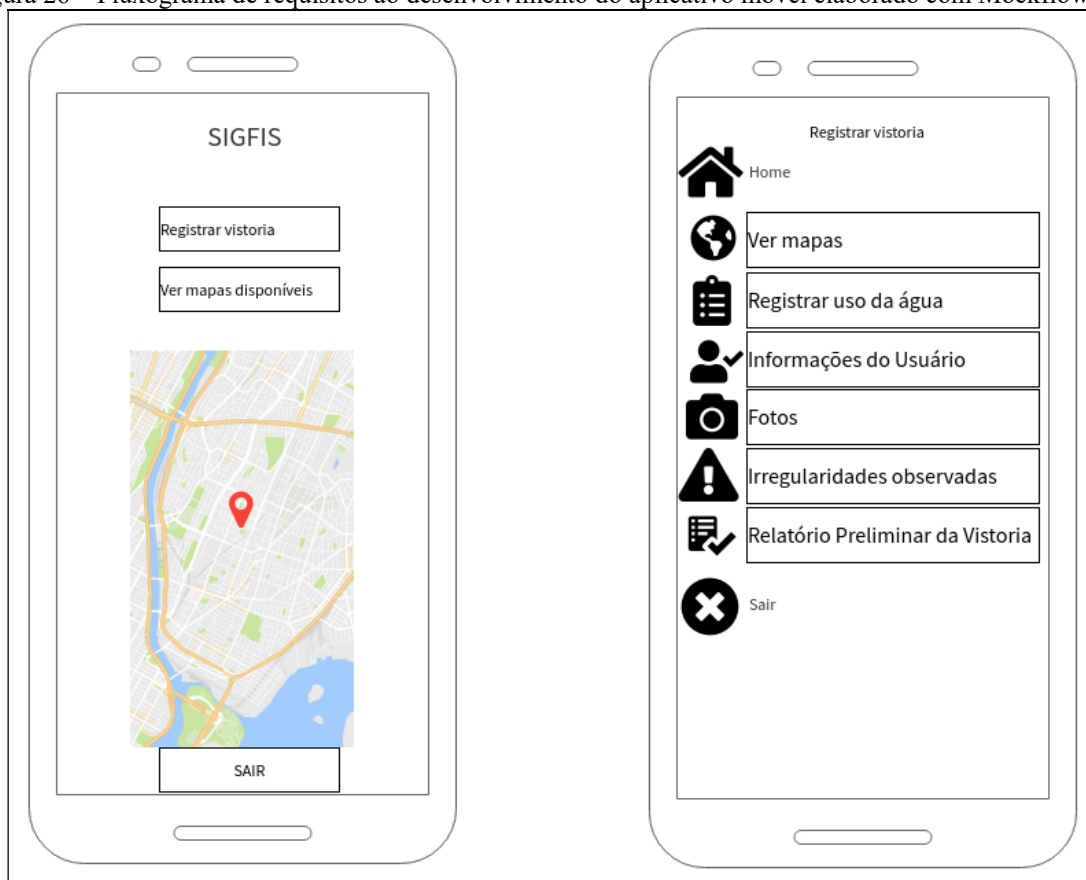 gura 20 – Fluxograma de requisitos ao desenvolvimento do aplicativo móvel elaborado com Mockflow
SIGFIS
Registrar vistoria
Ver mapas disponíveis
SAIR
Registrar vistoria
Home
Ver mapas
Registrar uso da água
Informações do Usuário
Fotos
Irregularidades observadas
Relatório Preliminar da Vistoria
Sair